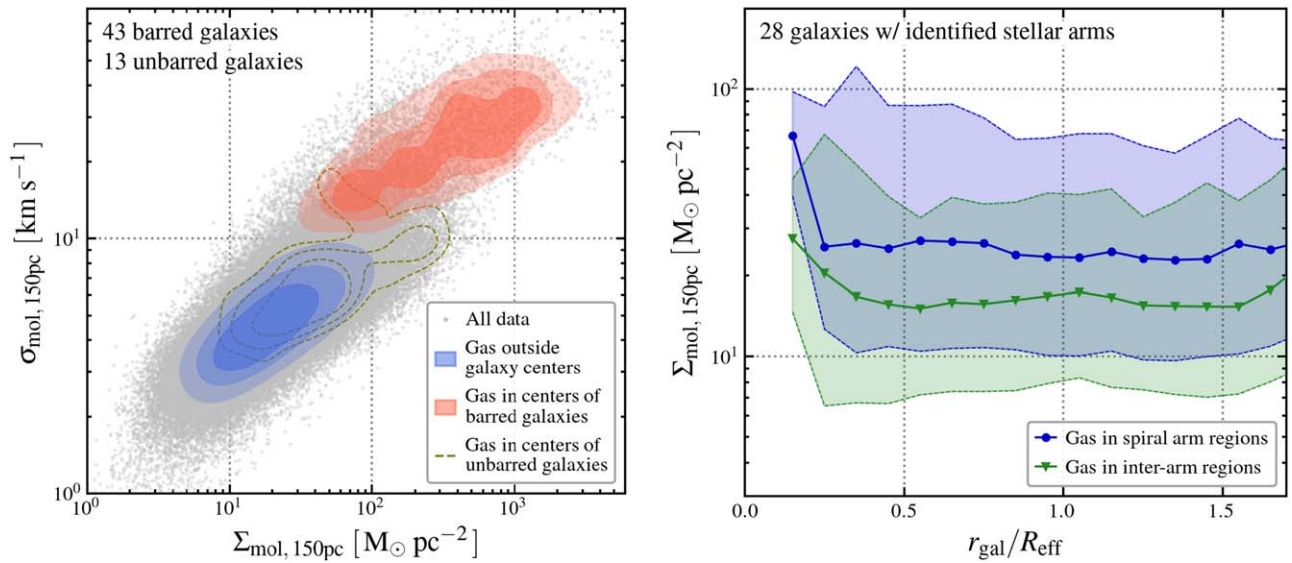 43 barred galaxies
13 unbarred galaxies
σmol, 150pc [km s−1]
10^1
10^0
10^0
10^1
10^2
10^3
Σmol, 150pc [M⊙ pc−2]
All data
Gas outside
galaxy centers
Gas in centers of
barred galaxies
Gas in centers of
unbarred galaxies
28 galaxies w/ identified stellar arms
Σmol, 150pc [M⊙ pc−2]
10^2
10^1
0.0
0.5
1.0
1.5
rgal/Reff
Gas in spiral arm regions
Gas in inter-arm regions